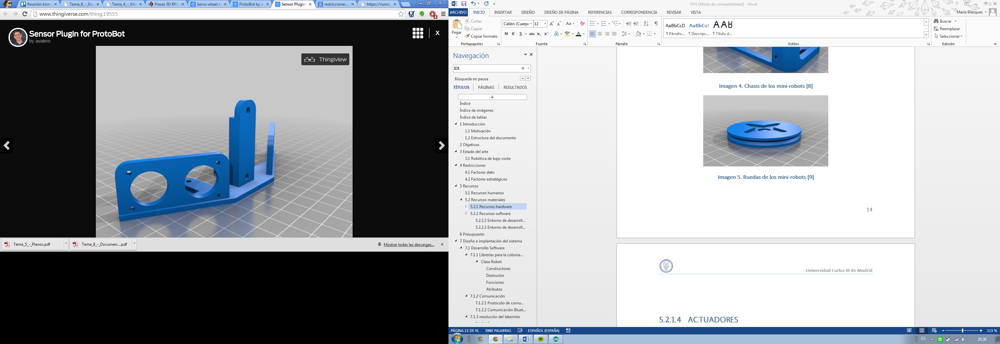 Reunión bisen
Tema_8_-_Do
Tema_4_-_Me
Piezas 3D RPC
Servo wheel 4
ProtoBot by a
Sensor Plugin
restricciones p
https://riunet.
www.thingiverse.com/thing:19555
4
Sensor PlugIn for ProtoBot
by avalero
X
Thingiview
Tema_5_-_Planos.pdf
Tema_8_-_Documen....pdf
Mostrar todas las descargas...
PFG [Modo de compatibilidad] - Word
ARCHIVO INICIO INSERTAR DISEÑO DISEÑO DE PÁGINA REFERENCIAS CORRESPONDENCIA REVISAR VISTA
María Blázquez
Pegar
Cortar
Copiar
Copiar formato
Portapapeles
Calibri (Cuerpo 12
N K S abc x₂ x²
Fuente
Párrafo
AaBbCcD AaBbCcI AAB
¶ Párrafo... ¶ Descripc... ¶ Título d...
Estilos
Buscar
Reemplazar
Seleccionar
Edición
Navegación
IDE
Búsqueda en pausa
TÍTULOS PÁGINAS RESULTADOS
Índice
Índice de imágenes
Índice de tablas
1 Introducción
1.1 Motivación
1.2 Estructura del documento
2 Objetivos
3 Estado del arte
3.1 Robótica de bajo coste
4 Restricciones
4.1 Factores dato
4.2 Factores estratégicos
5 Recursos
5.1 Recursos humanos
5.2 Recursos materiales
5.2.1 Recursos hardware
5.2.2 Recursos software
5.2.2.2 Entorno de desarroll...
5.2.2.3 Entorno de desarroll...
6 Presupuesto
7 Diseño e implantación del sistema
7.1 Desarrollo Software
7.1.1 Librerías para la colonia...
Clase Robot
Constructores
Destructor
Funciones
Atributos
7.1.2 Comunicación
7.1.2.1 Protocolo de comu...
7.1.2.2 Comunicación Bluet...
7.1.3 resolución del laberinto
Imagen 4. Chasis de los mini-robots [8]
Imagen 5. Ruedas de los mini-robots [9]
14
Universidad Carlos III de Madrid
5.2.1.4 ACTUADORES
PÁGINA 15 DE 41 5980 PALABRAS ESPAÑOL (ESPAÑA)
115 %
ES
20:36